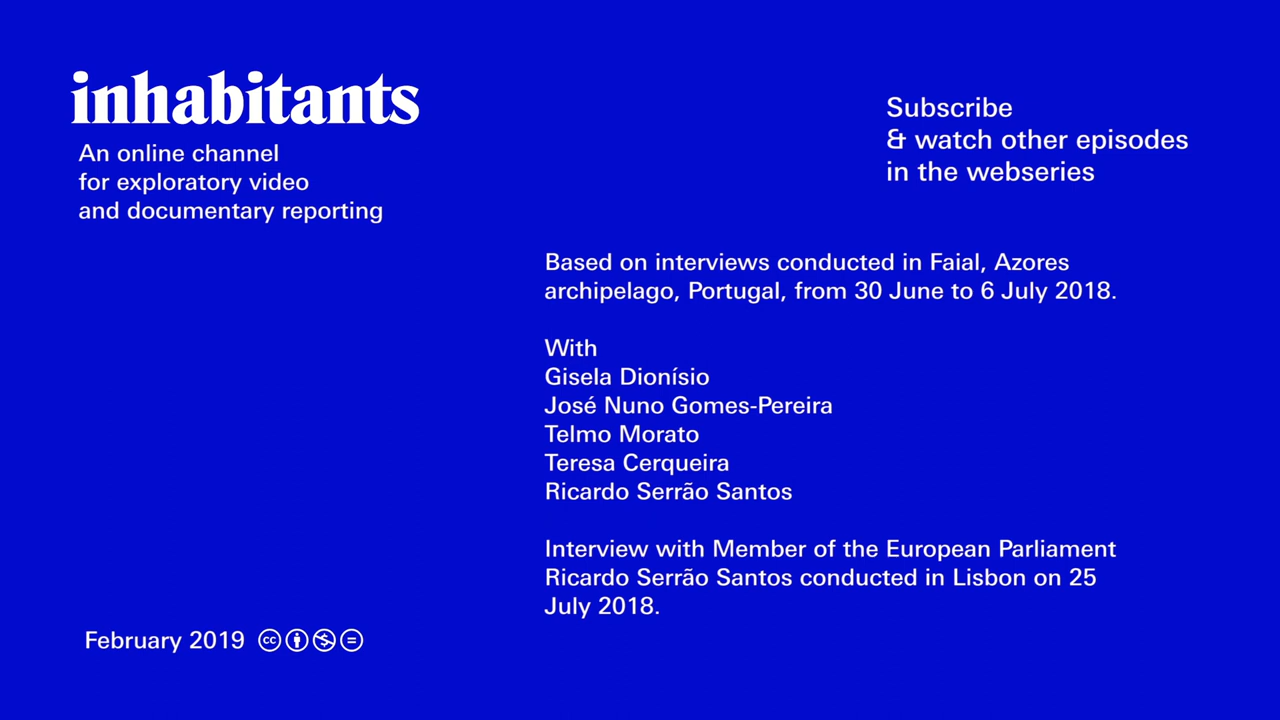 inhabitants
An online channel
for exploratory video
and documentary reporting
Subscribe
& watch other episodes
in the webseries
Based on interviews conducted in Faial, Azores
archipelago, Portugal, from 30 June to 6 July 2018.
With
Gisela Dionísio
José Nuno Gomes-Pereira
Telmo Morato
Teresa Cerqueira
Ricardo Serrão Santos
Interview with Member of the European Parliament
Ricardo Serrão Santos conducted in Lisbon on 25
July 2018.
February 2019 cc